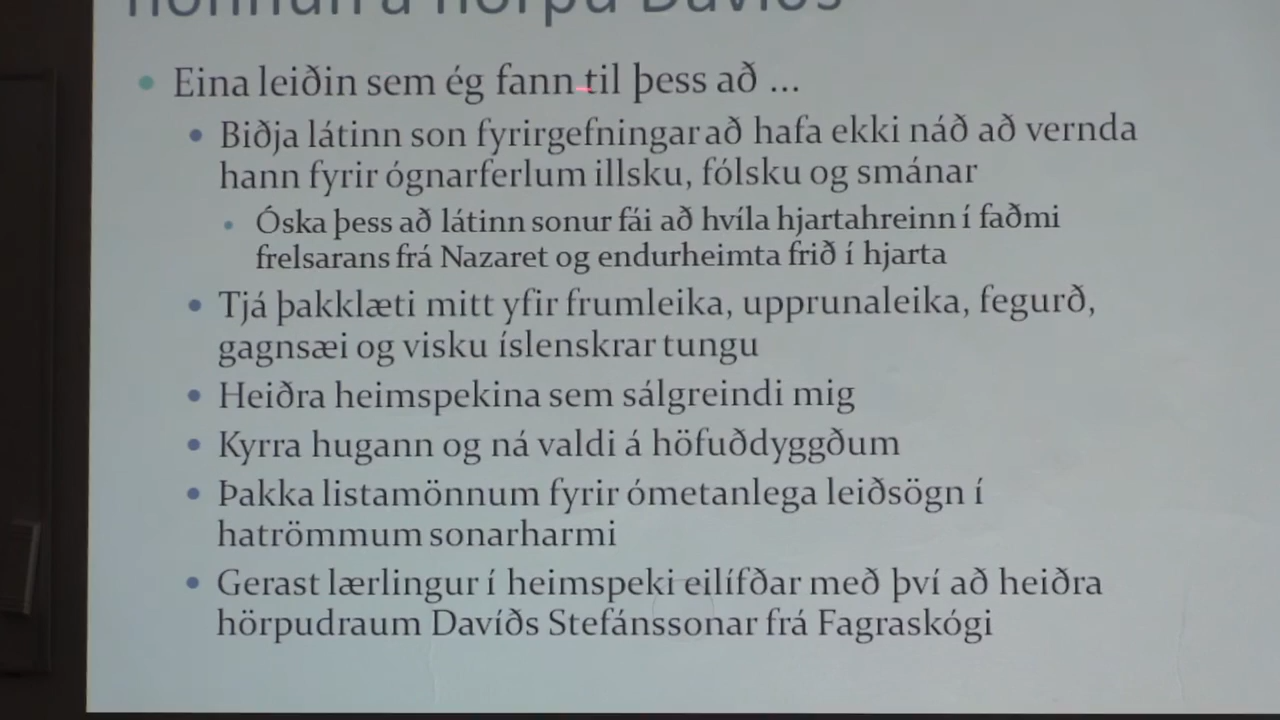 hönnun á hörpu Davíðs
Eina leiðin sem ég fann til þess að ...
Biðja látinn son fyrirgefningar að hafa ekki náð að vernda
hann fyrir ógnarferlum illsku, fólsku og smánar
Óska þess að látinn sonur fái að hvíla hjartahreinn í faðmi
frelsarans frá Nazaret og endurheimta frið í hjarta
Tjá þakklæti mitt yfir frumleika, upprunaleika, fegurð,
gagnsæi og visku íslenskrar tungu
Heiðra heimspekina sem sálgreindi mig
Kyrra hugann og ná valdi á höfuðdyggðum
Þakka listamönnum fyrir ómetanlega leiðsögn í
hatrömmum sonarharmi
Gerast lærlingur í heimspeki eilífðar með því að heiðra
hörpudraum Davíðs Stefánssonar frá Fagraskógi